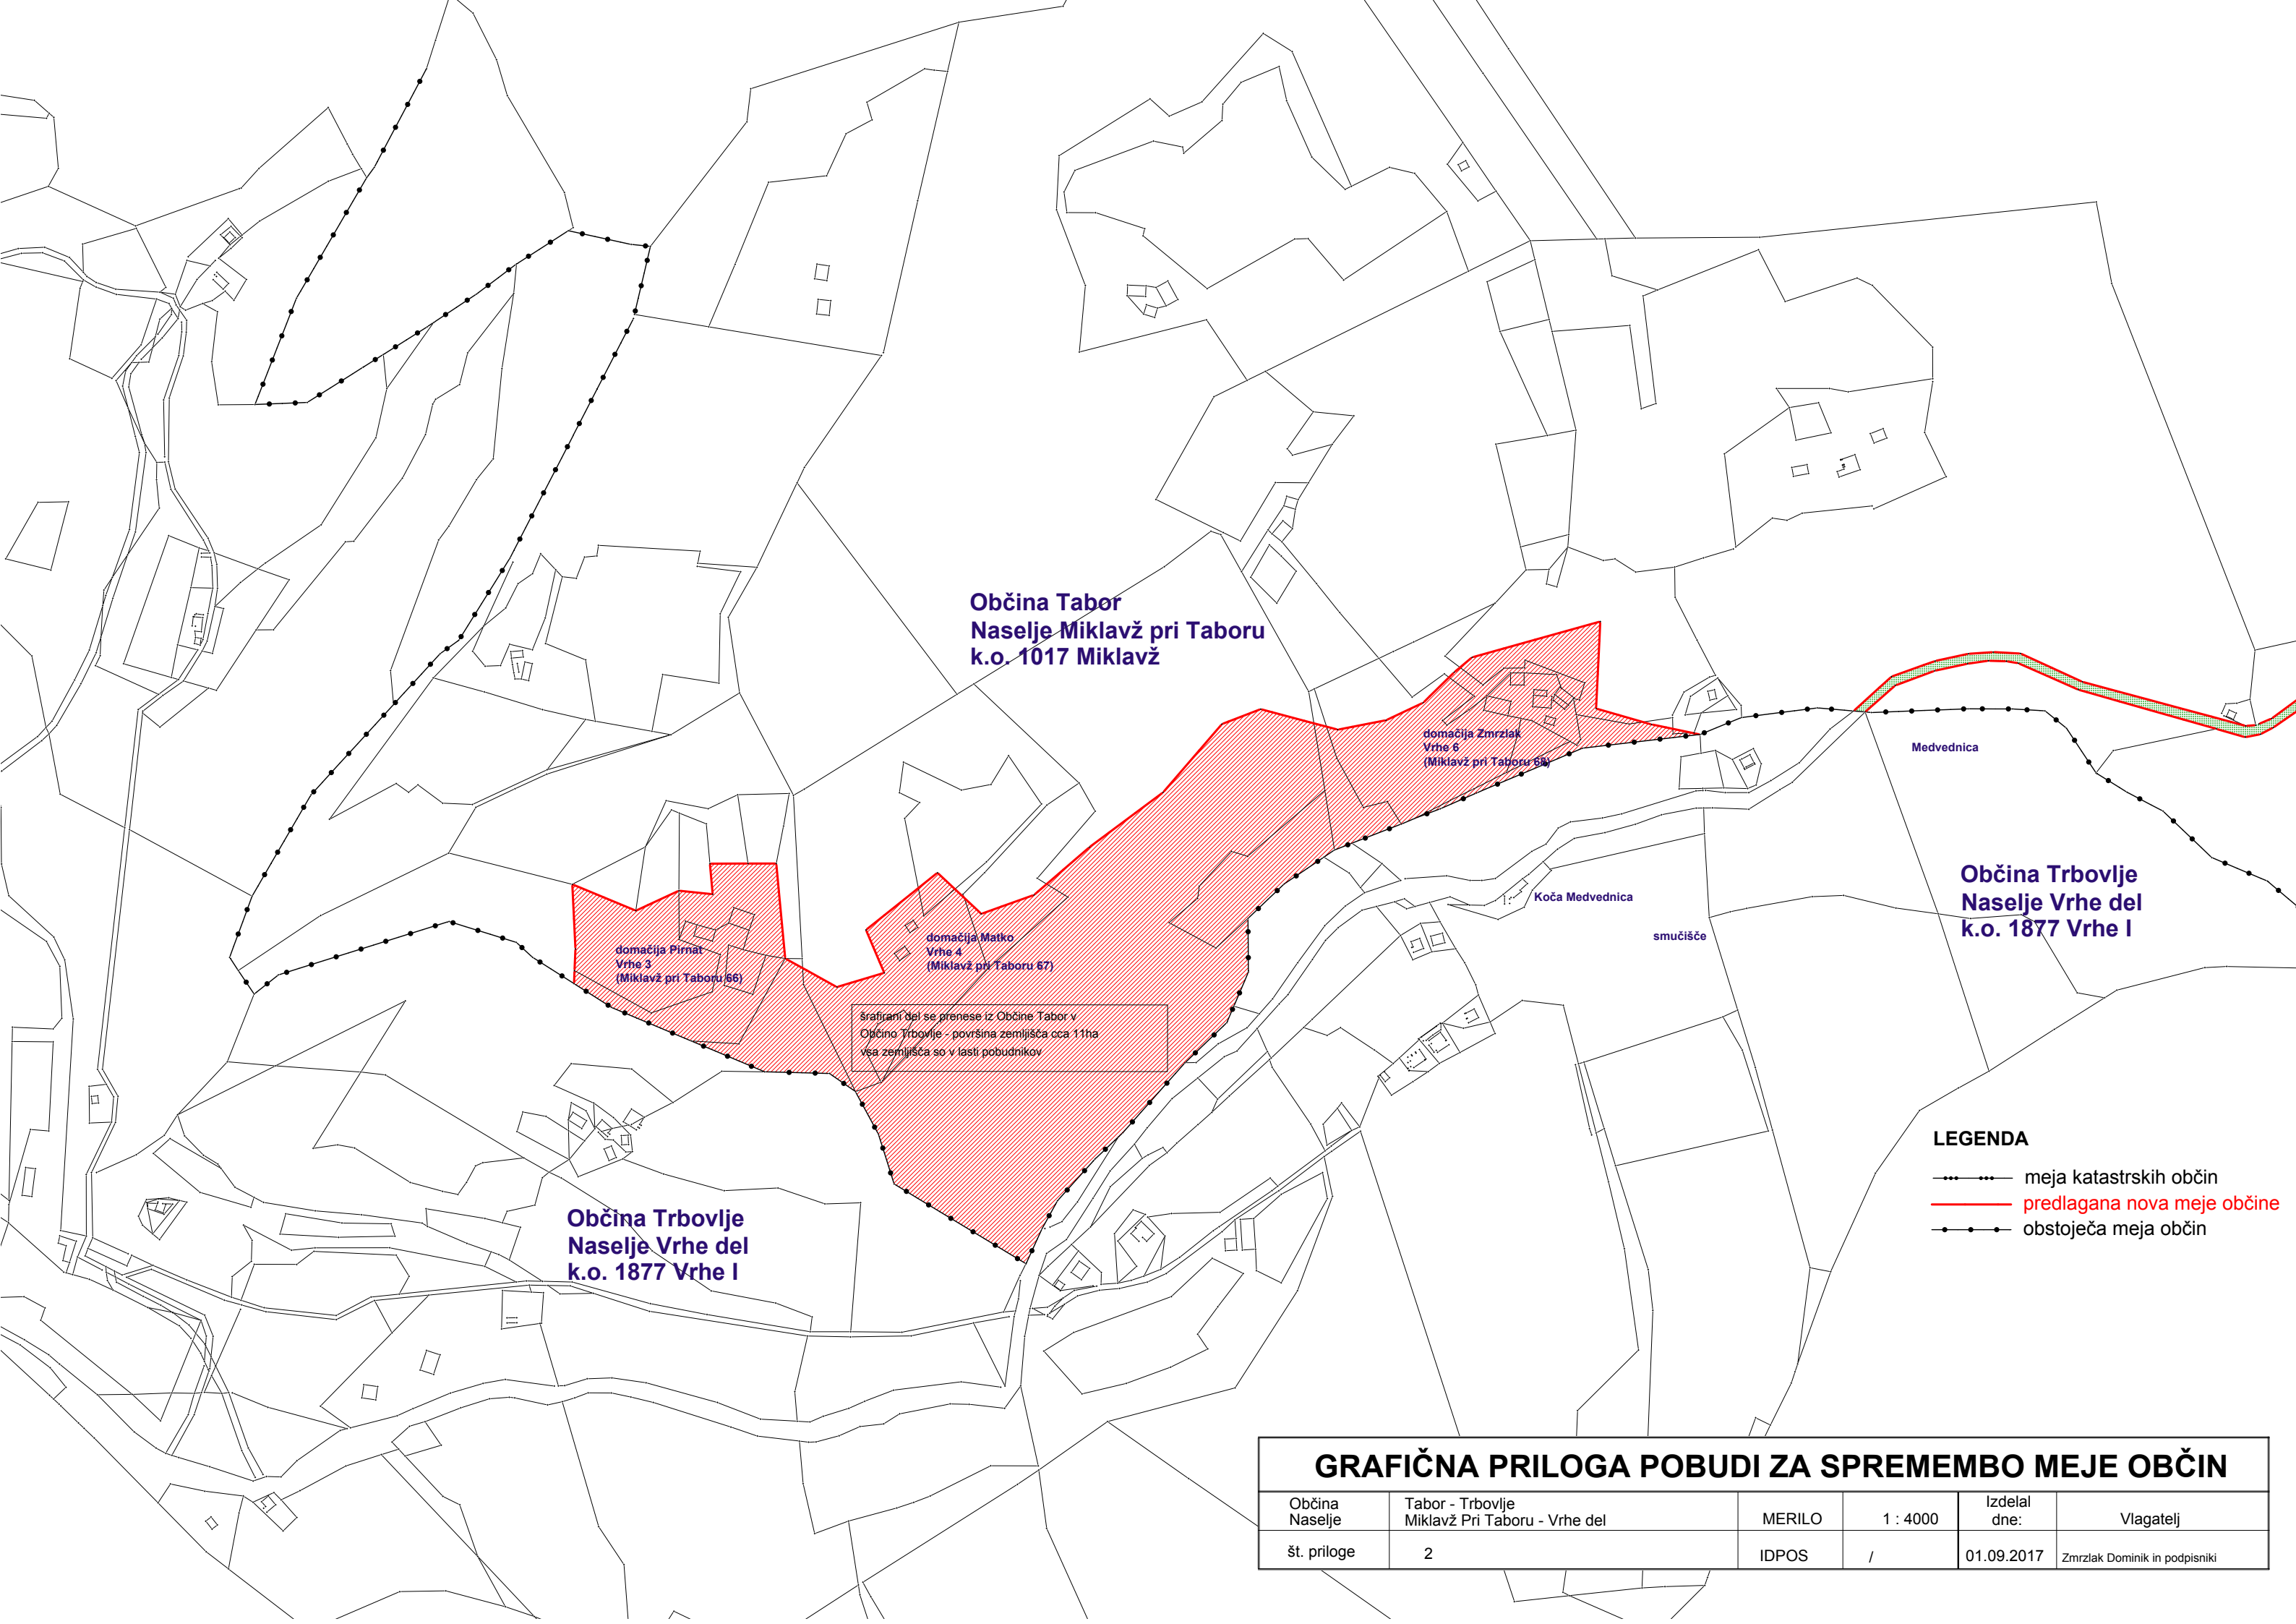 Občina Tabor
Naselje Miklavž pri Taboru
k.o. 1017 Miklavž
domačija Zmrzlak
Vrhe 6
(Miklavž pri Taboru 68)
Medvednica
Občina Trbovlje
Naselje Vrhe del
k.o. 1877 Vrhe I
Koča Medvednica
smučišče
domačija Pirnat
Vrhe 3
(Miklavž pri Taboru 66)
domačija Matko
Vrhe 4
(Miklavž pri Taboru 67)
šrafirani del se prenese iz Občine Tabor v
Občino Trbovlje - površina zemljišča cca 11ha
vsa zemljišča so v lasti pobudnikov
Občina Trbovlje
Naselje Vrhe del
k.o. 1877 Vrhe I
LEGENDA
meja katastrskih občin
predlagana nova meje občine
obstoječa meja občin
GRAFIČNA PRILOGA POBUDI ZA SPREMEMBO MEJE OBČIN
Občina Tabor - Trbovlje
Naselje Miklavž Pri Taboru - Vrhe del
MERILO 1 : 4000
Izdelal
dne:
Vlagatelj
št. priloge 2 IDPOS / 01.09.2017 Zmrzlak Dominik in podpisniki